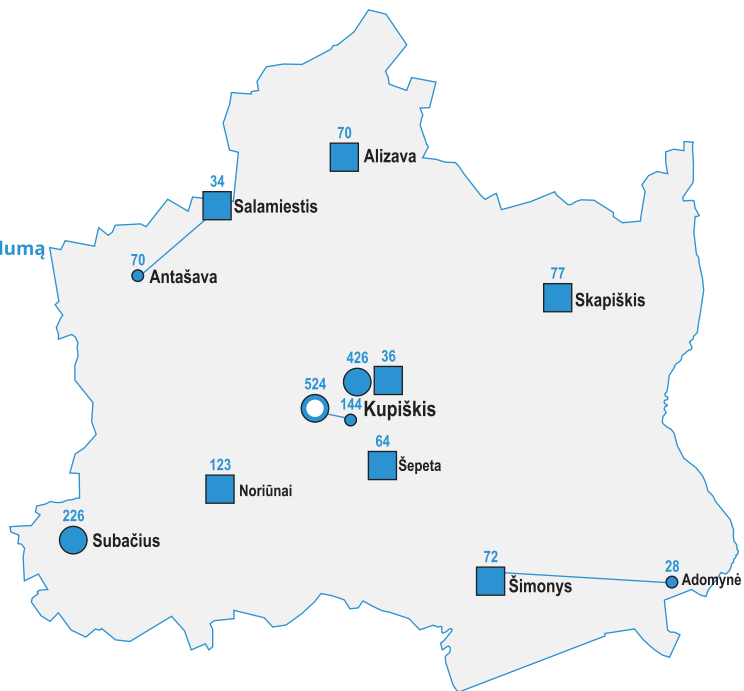 70
Alizava
34
Salamiestis
lumą
70
Antašava
77
Skapiškis
426
36
524
144
Kupiškis
64
Šepeta
123
Noriūnai
226
Subačius
72
Šimonys
28
Adomynė